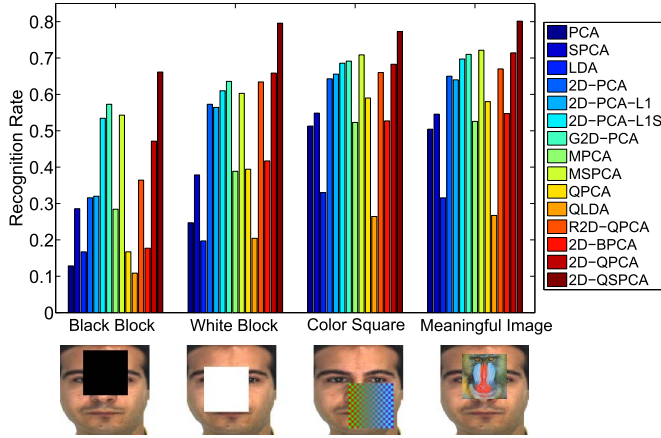 Recognition Rate
0.8
0.7
0.6
0.5
0.4
0.3
0.2
0.1
0
Black Block
White Block
Color Square
Meaningful Image
PCA
SPCA
LDA
2D-PCA
2D-PCA-L1
2D-PCA-L1S
G2D-PCA
MPCA
MSPCA
QPCA
QLDA
R2D-QPCA
2D-BPCA
2D-QPCA
2D-QSPCA